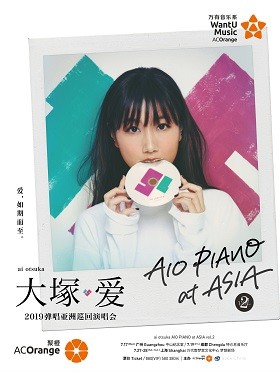 万有音乐系
WantU
Music
ACOrange
爱，如期而至。
ai otsuka
大塚爱
2019弹唱亚洲巡回演唱会
AIO PIANO
at ASIA
2
聚橙
ACOrange
ai otsuka AIO PIANO at ASIA vol.2